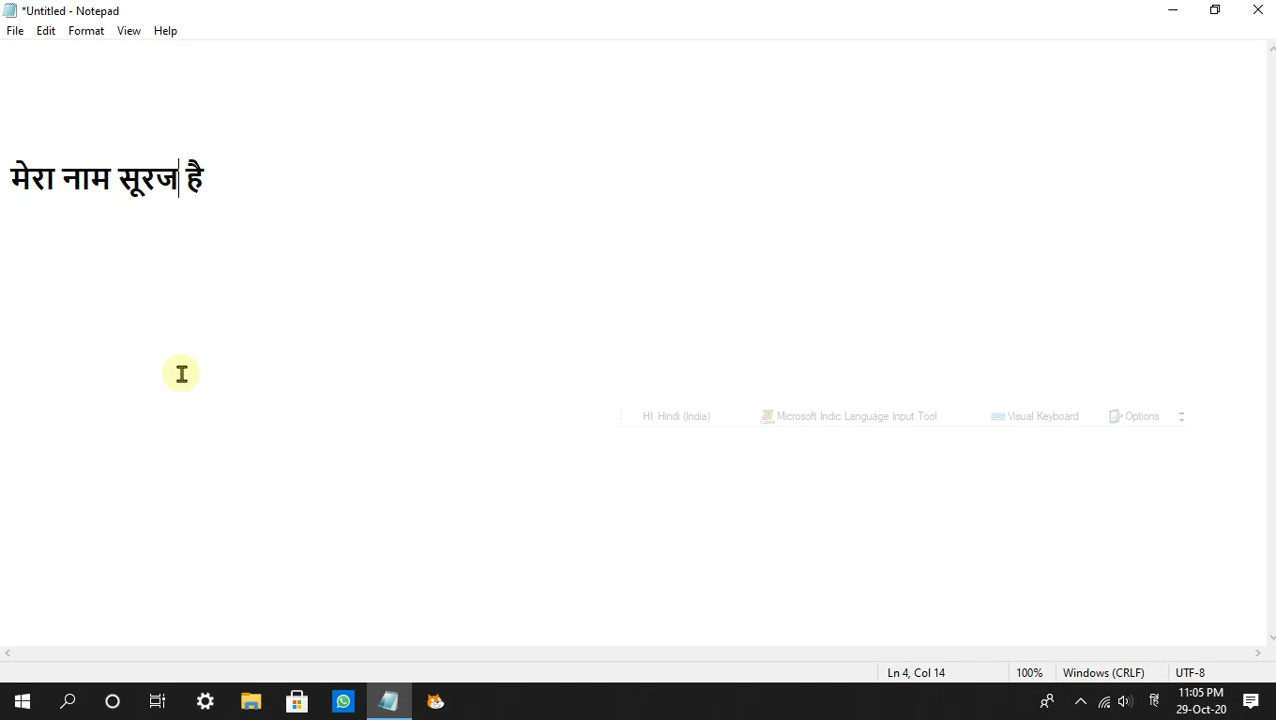 *Untitled - Notepad
File Edit Format View Help
मेरा नाम सूरज है
HI Hindi (India) Microsoft Indic Language Input Tool Visual Keyboard Options
Ln 4, Col 14 100% Windows (CRLF) UTF-8
हिं 11:05 PM
29-Oct-20